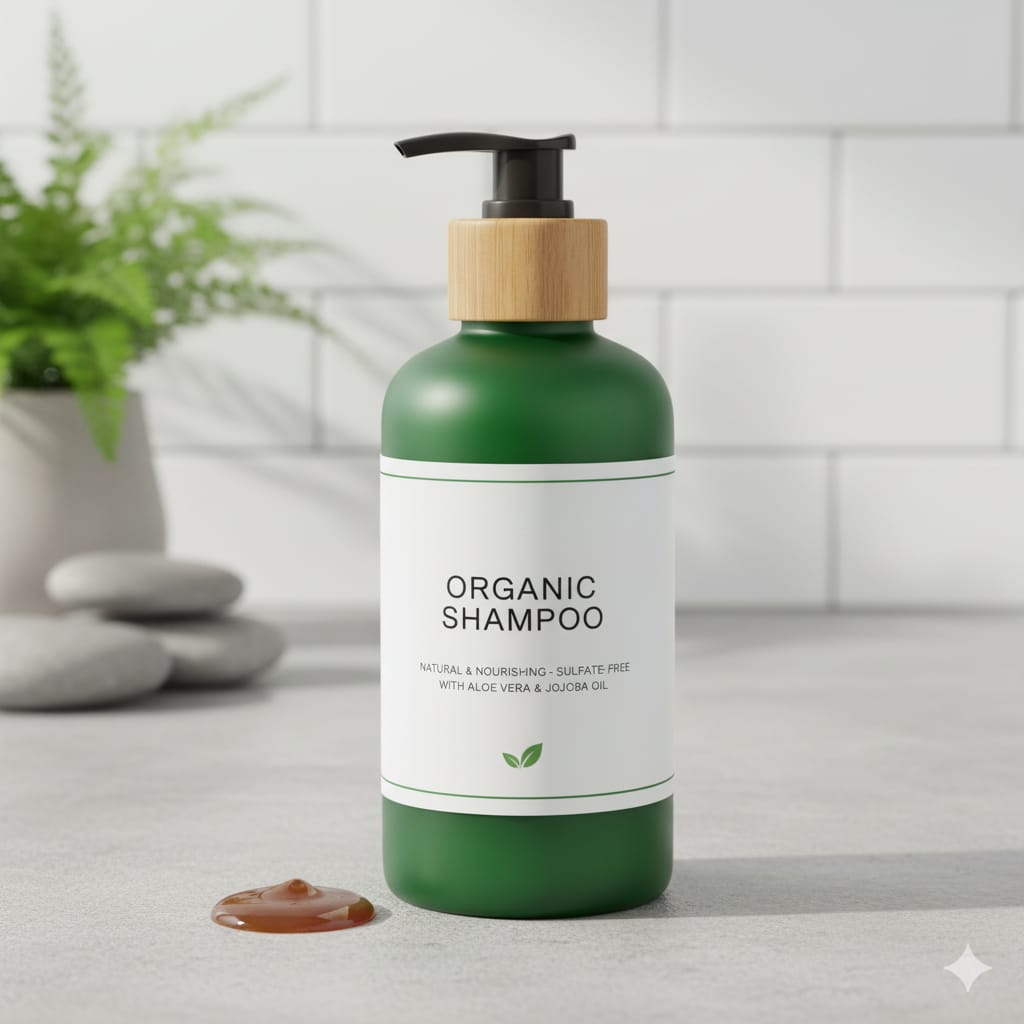 ORGANIC
SHAMPOO
NATURAL & NOURISHING - SULFATE-FREE
WITH ALOE VERA & JOJOBA OIL